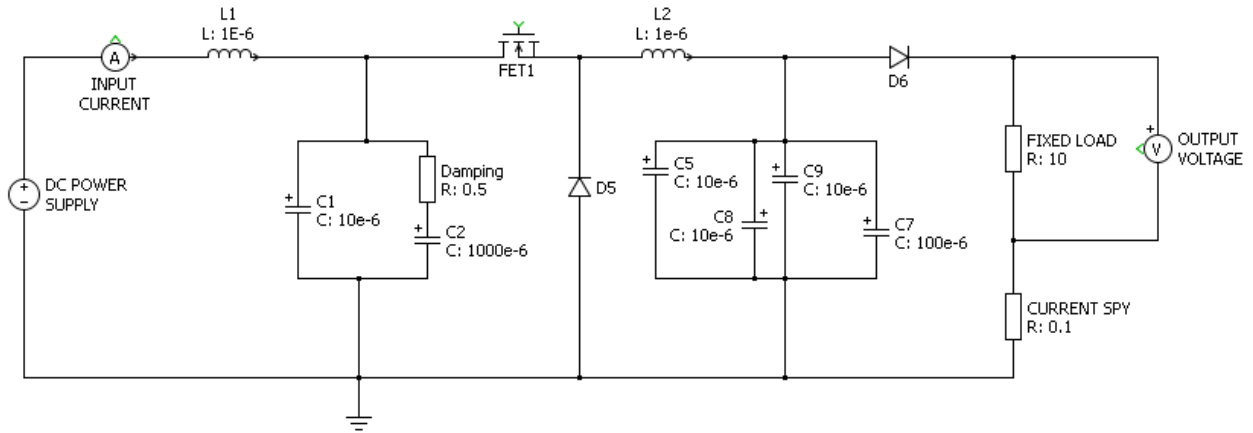 L1
L: 1E-6
A
INPUT
CURRENT
FET1
L2
L: 1e-6
D6
DC POWER
SUPPLY
C1
C: 10e-6
Damping
R: 0.5
C2
C: 1000e-6
D5
C5
C: 10e-6
C8
C: 10e-6
C9
C: 10e-6
C7
C: 100e-6
FIXED LOAD
R: 10
V
OUTPUT
VOLTAGE
CURRENT SPY
R: 0.1